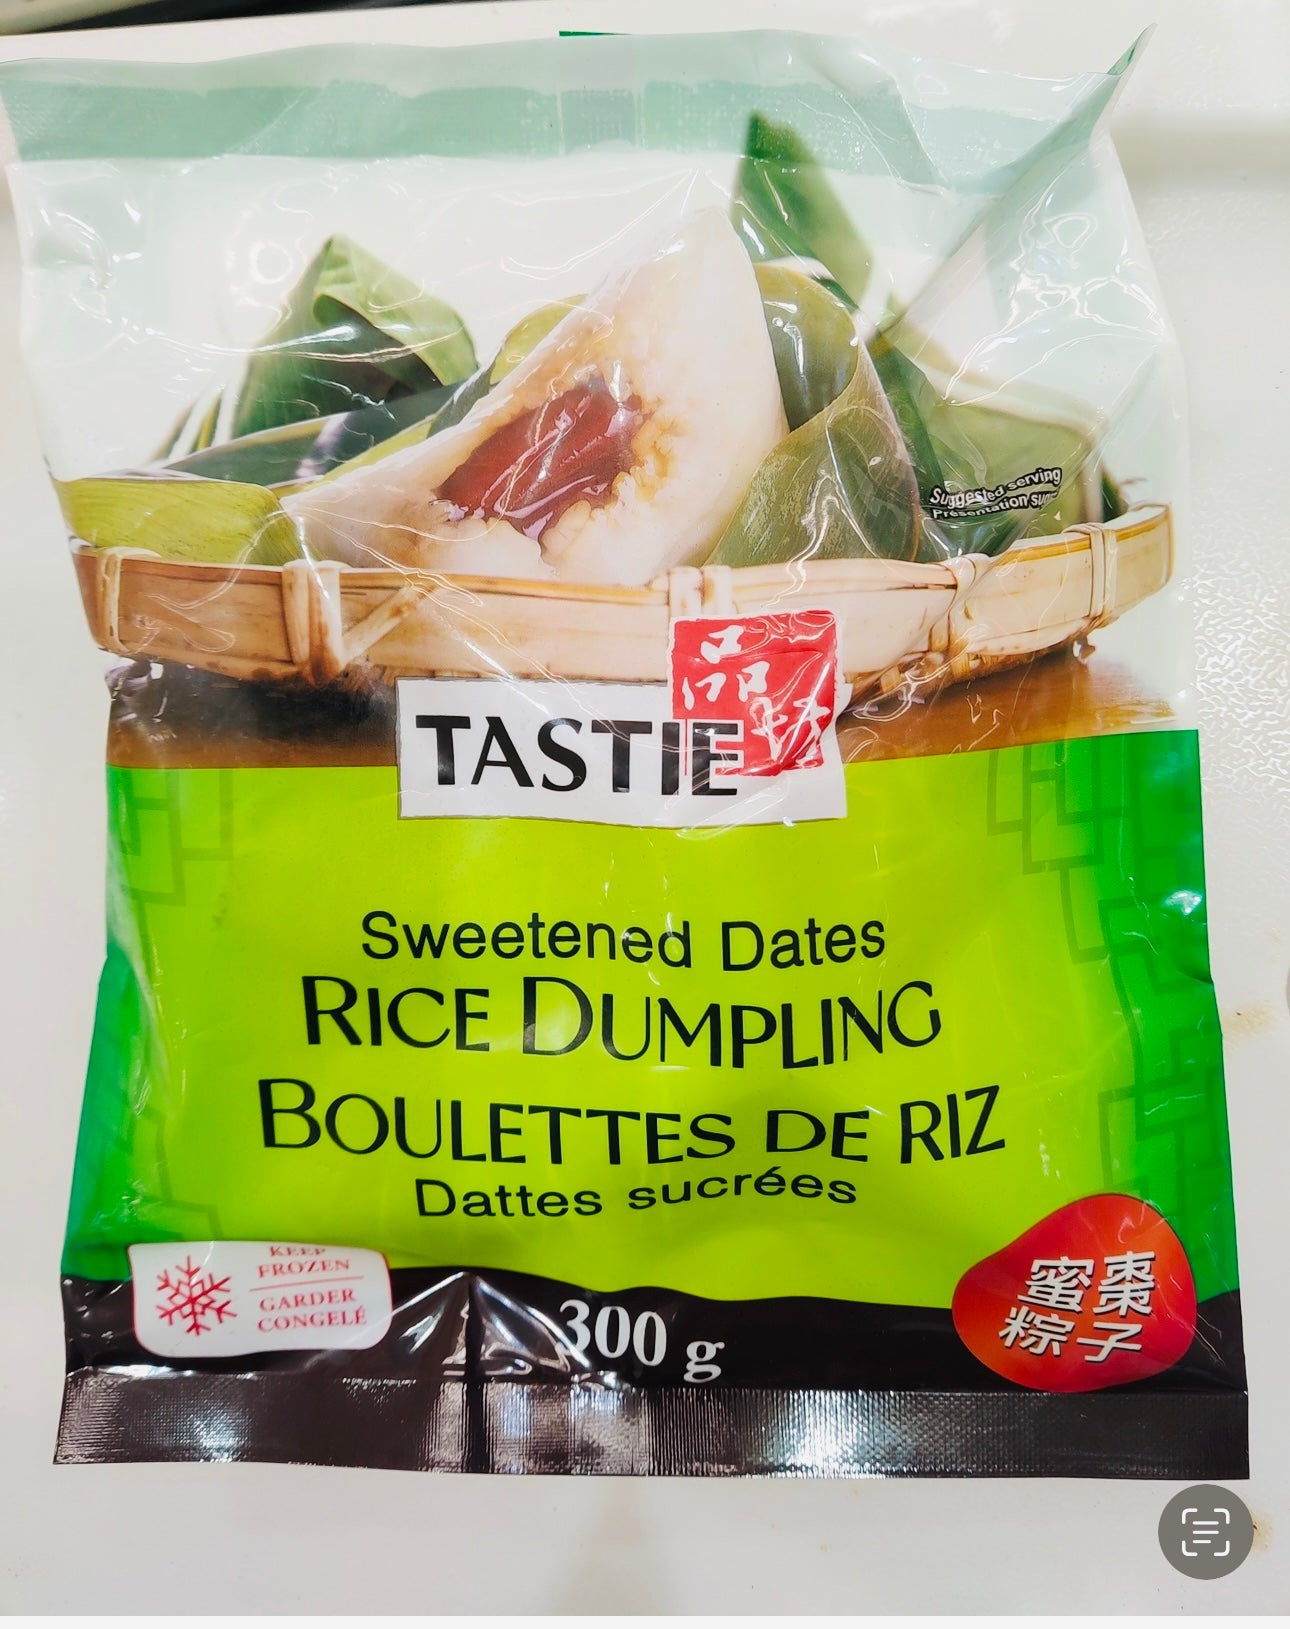 Suggested serving
Présentation
品味
TASTIE
Sweetened Dates
RICE DUMPLING
BOULETTES DE RIZ
Dattes sucrées
KEEP
FROZEN
GARDER
CONGELÉ
300 g
蜜棗
粽子